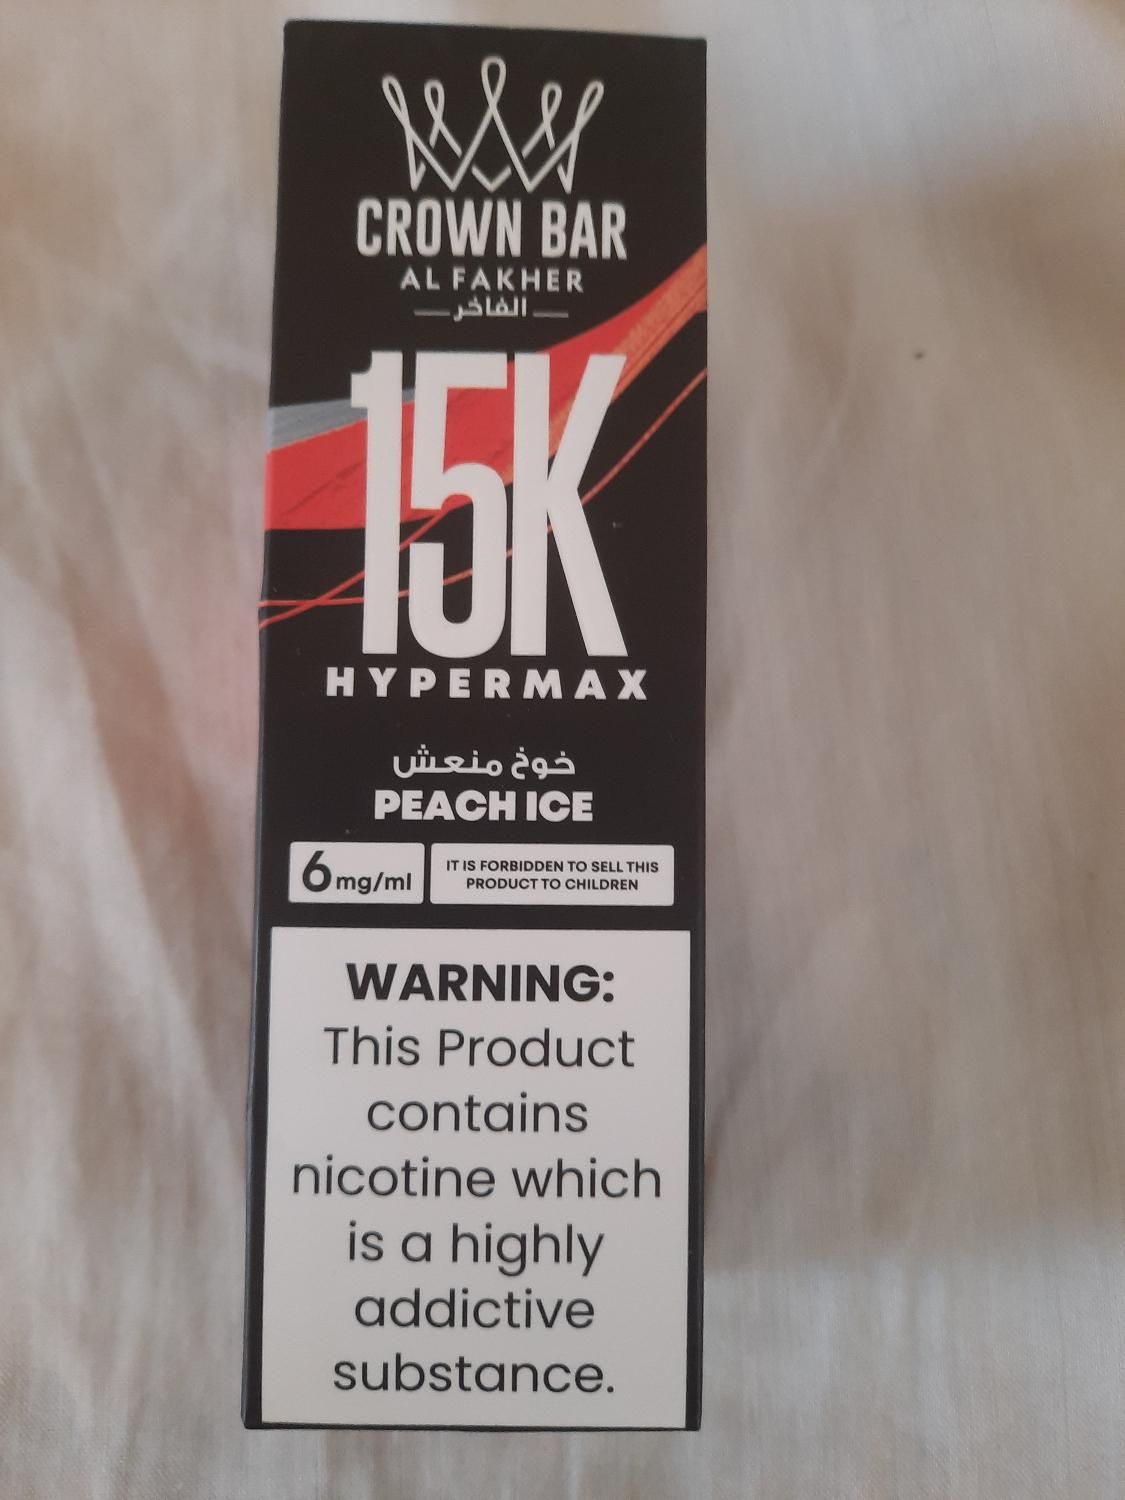 CROWN BAR
AL FAKHER
الفاخر
15K
HYPERMAX
خوخ منعش
PEACH ICE
6mg/ml
IT IS FORBIDDEN TO SELL THIS
PRODUCT TO CHILDREN
WARNING:
This Product
contains
nicotine which
is a highly
addictive
substance.